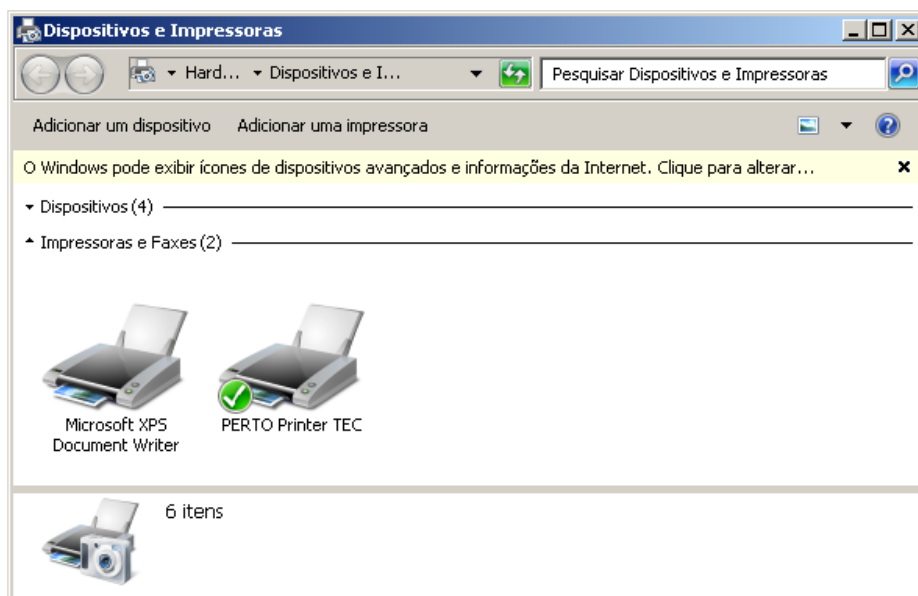 Dispositivos e Impressoras
Hard... Dispositivos e I... Pesquisar Dispositivos e Impressoras
Adicionar um dispositivo Adicionar uma impressora
O Windows pode exibir ícones de dispositivos avançados e informações da Internet. Clique para alterar...
Dispositivos (4)
Impressoras e Faxes (2)
Microsoft XPS
Document Writer
PERTO Printer TEC
6 itens